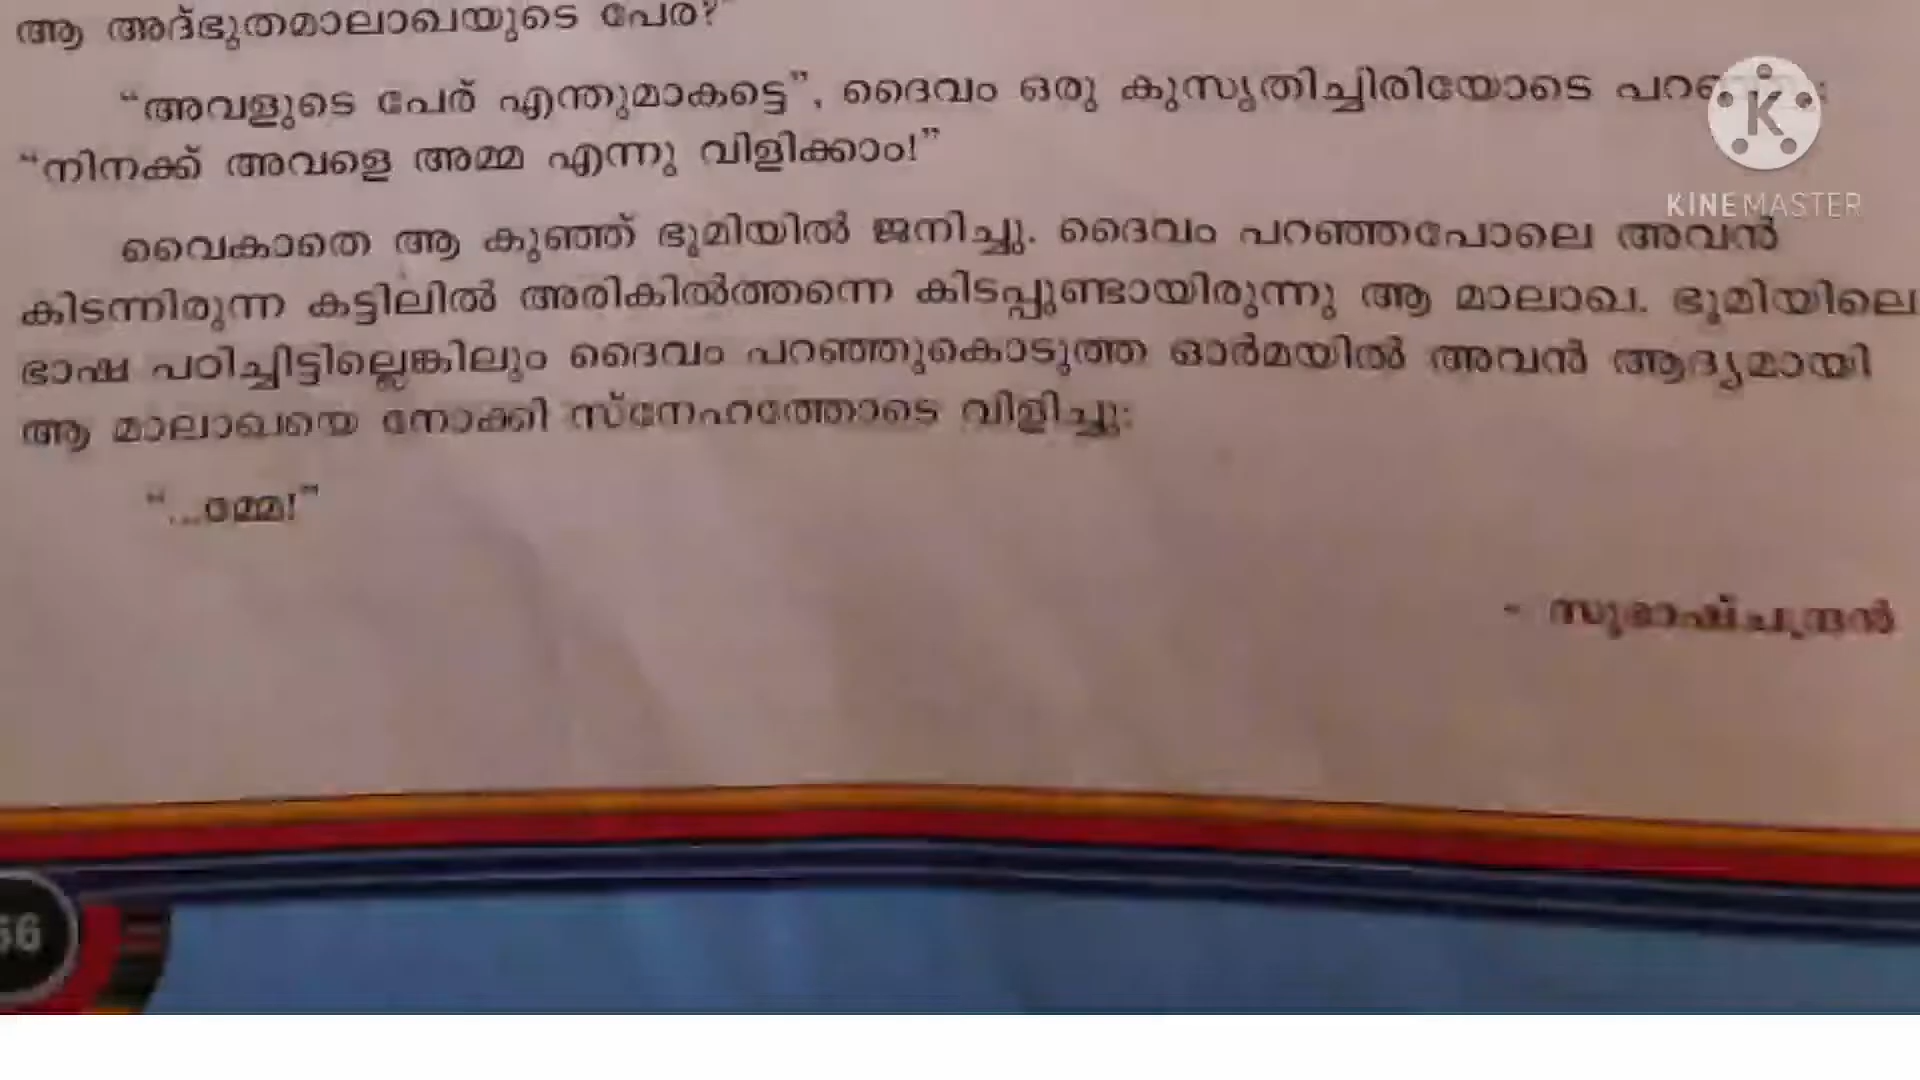 ആ അദ്ഭുതമാലാഖയുടെ പേര?"
“അവളുടെ പേര് എന്തുമാകട്ടെ”, ദൈവം ഒരു കുസൃതിച്ചിരിയോടെ
“നിനക്ക് അവളെ അമ്മ എന്നു വിളിക്കാം!”
വൈകാതെ ആ കുഞ്ഞ് ഭൂമിയിൽ ജനിച്ചു. ദൈവം പറഞ്ഞപോലെ അവൻ
കിടന്നിരുന്ന കട്ടിലിൽ അരികിൽത്തന്നെ കിടപ്പുണ്ടായിരുന്നു ആ മാലാഖ. ഭൂമിയിലെ
ഭാഷ പഠിച്ചിട്ടില്ലെങ്കിലും ദൈവം പറഞ്ഞുകൊടുത്ത ഓർമയിൽ അവൻ ആദ്യമായി
ആ മാലാഖയെ നോക്കി സ്നേഹത്തോടെ വിളിച്ചു:
“...മ്മേ!”
- സുഭാഷ്ചന്ദ്രൻ
KINEMASTER